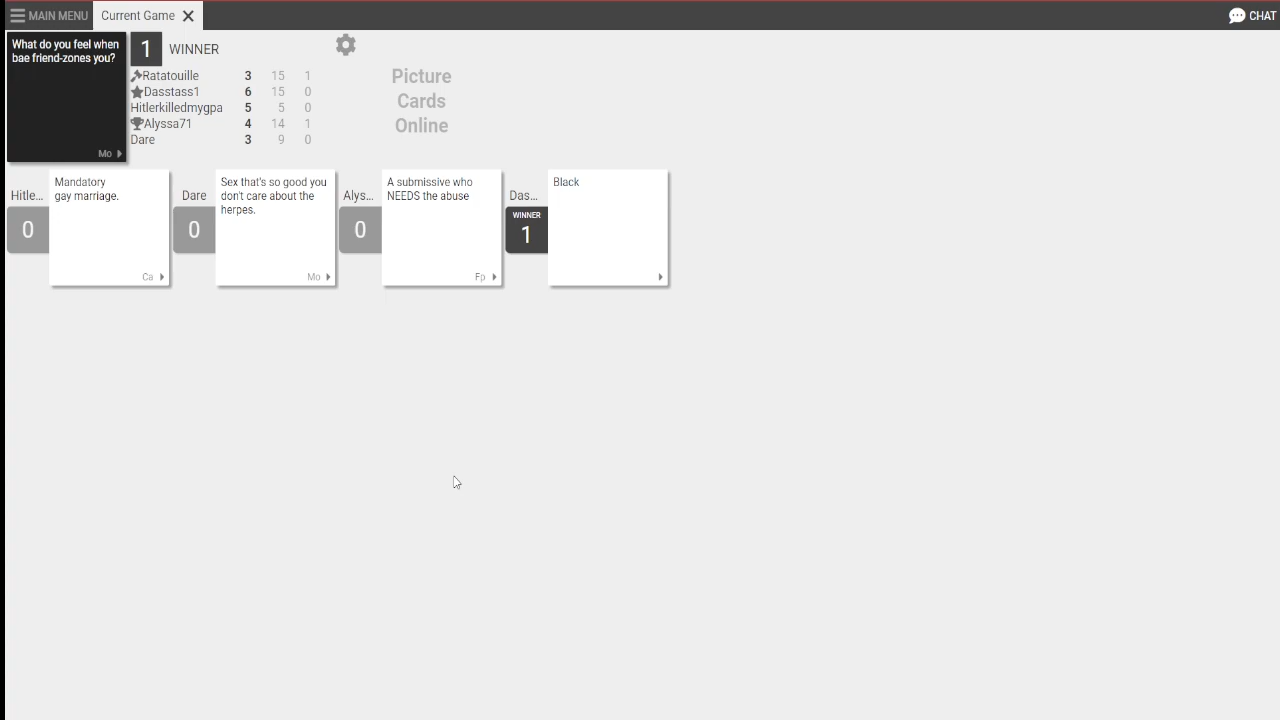 MAIN MENU
Current Game
CHAT
What do you feel when
bae friend-zones you?
Mo
1 WINNER
Ratatouille 3 15 1
Dasstass1 6 15 0
Hitlerkilledmygpa 5 5 0
Alyssa71 4 14 1
Dare 3 9 0
Picture
Cards
Online
Hitle...
0
Mandatory
gay marriage.
Ca
Dare
0
Sex that's so good you
don't care about the
herpes.
Mo
Alys...
0
A submissive who
NEEDS the abuse
Fp
Das...
WINNER
1
Black